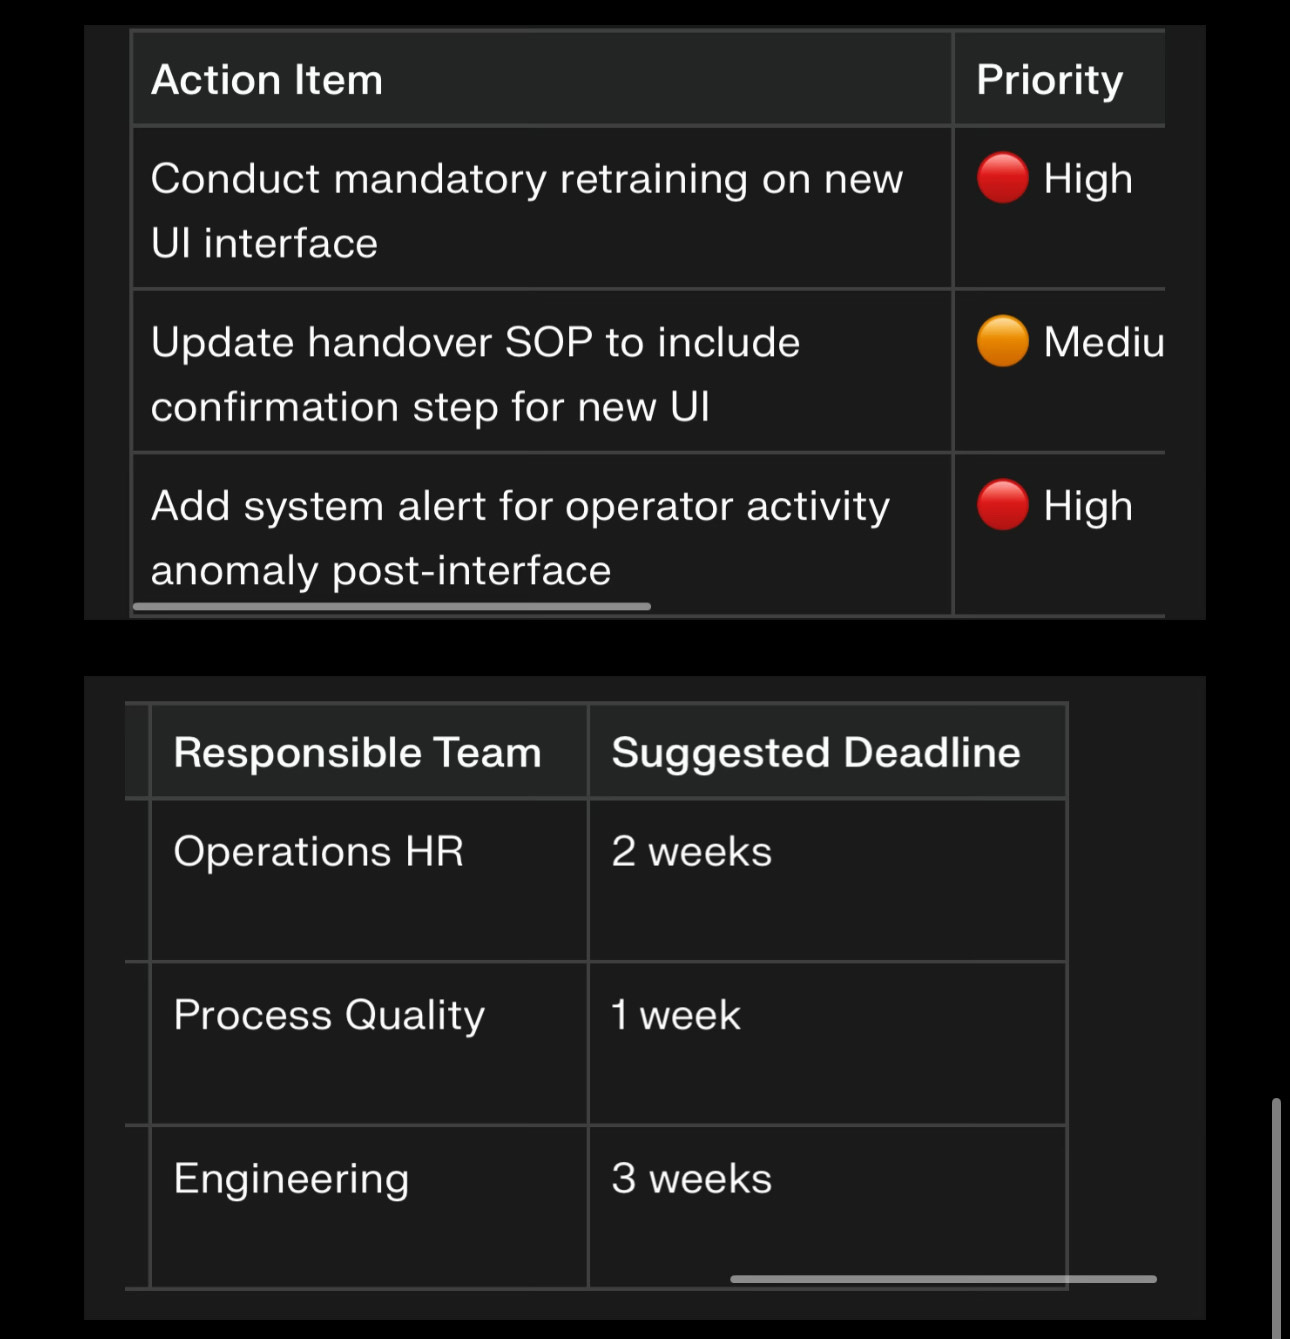 Action Item
Priority
Conduct mandatory retraining on new
UI interface
High
Update handover SOP to include
confirmation step for new UI
Mediu
Add system alert for operator activity
anomaly post-interface
High
Responsible Team
Suggested Deadline
Operations HR
2 weeks
Process Quality
1 week
Engineering
3 weeks